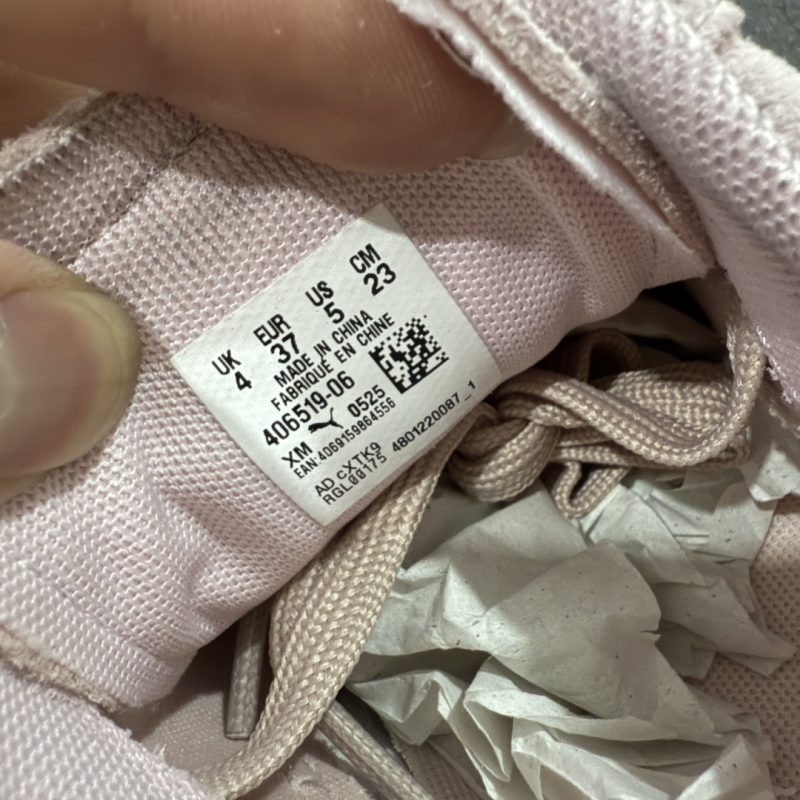 UK EUR US CM
4 37 5 23
MADE IN CHINA
FABRIQUÉ EN CHINE
406519-06
XM 0525
EAN:4069159864556
AD cXTK9
RGL00175 4801220087_1